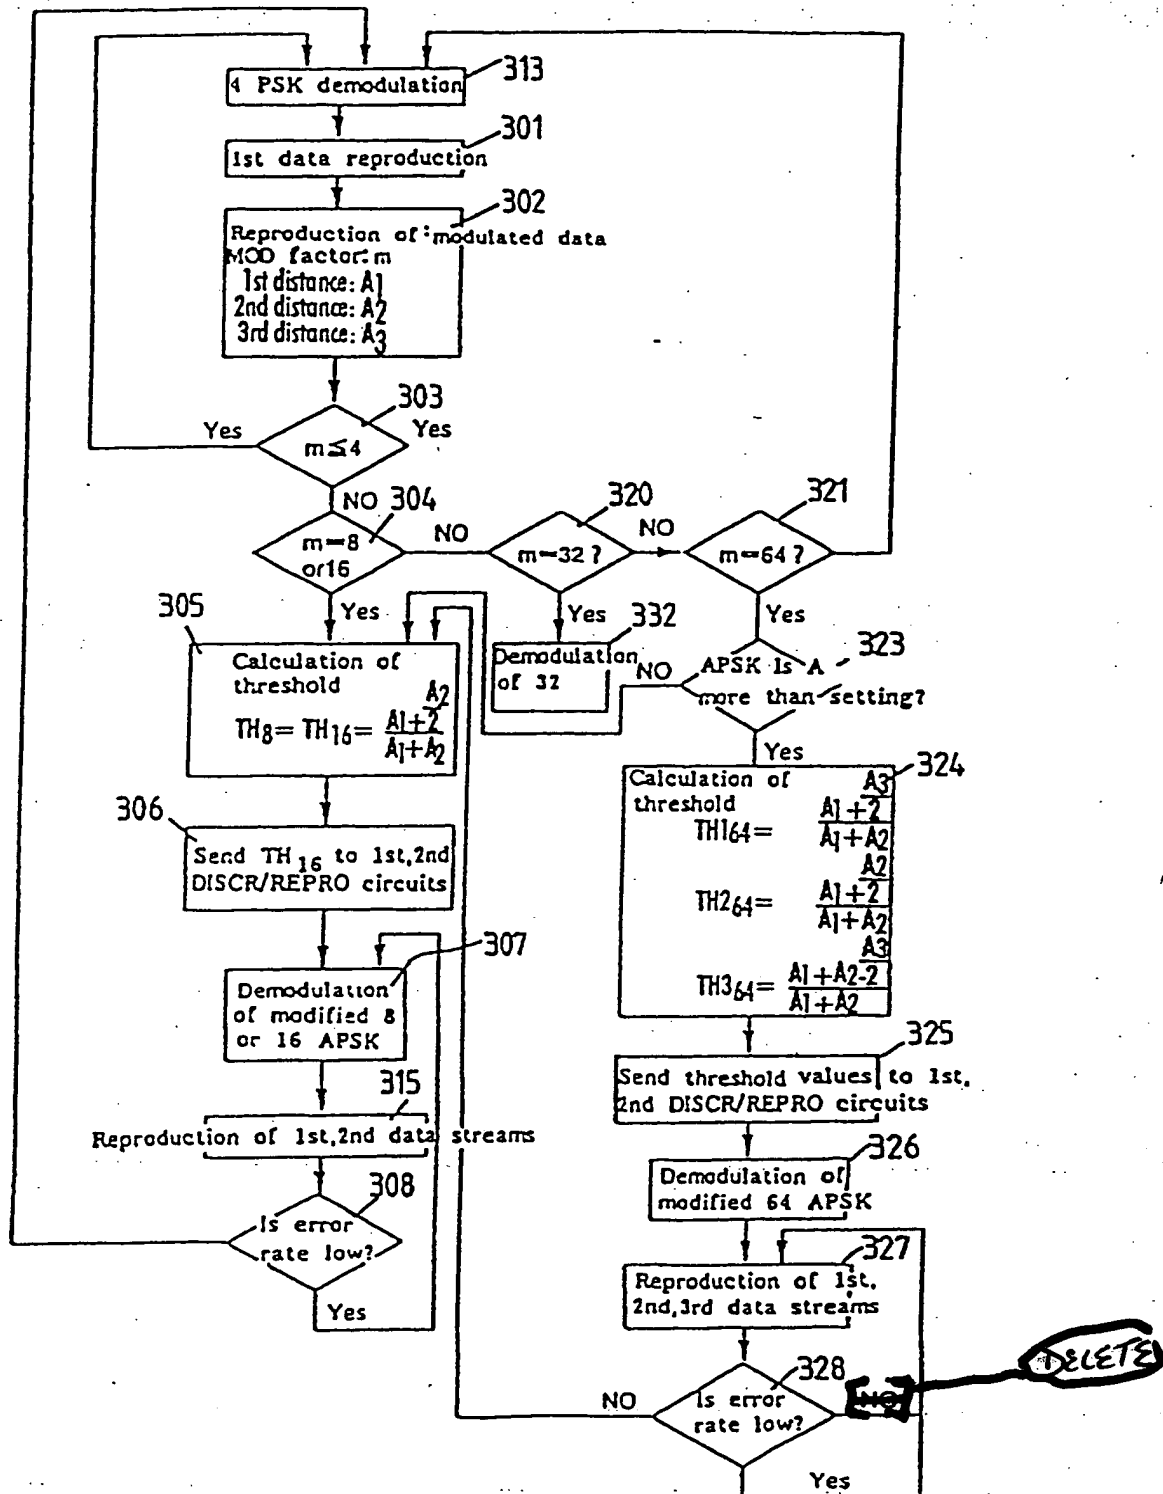 313
4 PSK demodulation
301
1st data reproduction
302
Reproduction of: modulated data
MOD factor: m
1st distance: A1
2nd distance: A2
3rd distance: A3
303
Yes
Yes
m≤4
NO
304
320
321
m=8
or16
NO
m=32?
NO
m=64?
305
Yes
Yes
332
Yes
323
Calculation of
threshold
TH8= TH16= A1+A2/2
A1+A2
Demodulation
of 32
NO
APSK Is A
more than setting?
Yes
324
Calculation of
threshold
TH164= A1+A3/2
A1+A2
TH264= A1+A2/2
A1+A2
TH364= A1+A2-A3/2
A1+A2
306
Send TH16 to 1st,2nd
DISCR/REPRO circuits
307
Demodulation
of modified 8
or 16 APSK
325
Send threshold values to 1st,
2nd DISCR/REPRO circuits
315
Reproduction of 1st,2nd data streams
326
Demodulation of
modified 64 APSK
308
Is error
rate low?
Yes
327
Reproduction of 1st,
2nd,3rd data streams
328
NO
Is error
rate low?
NO
DELETE
Yes